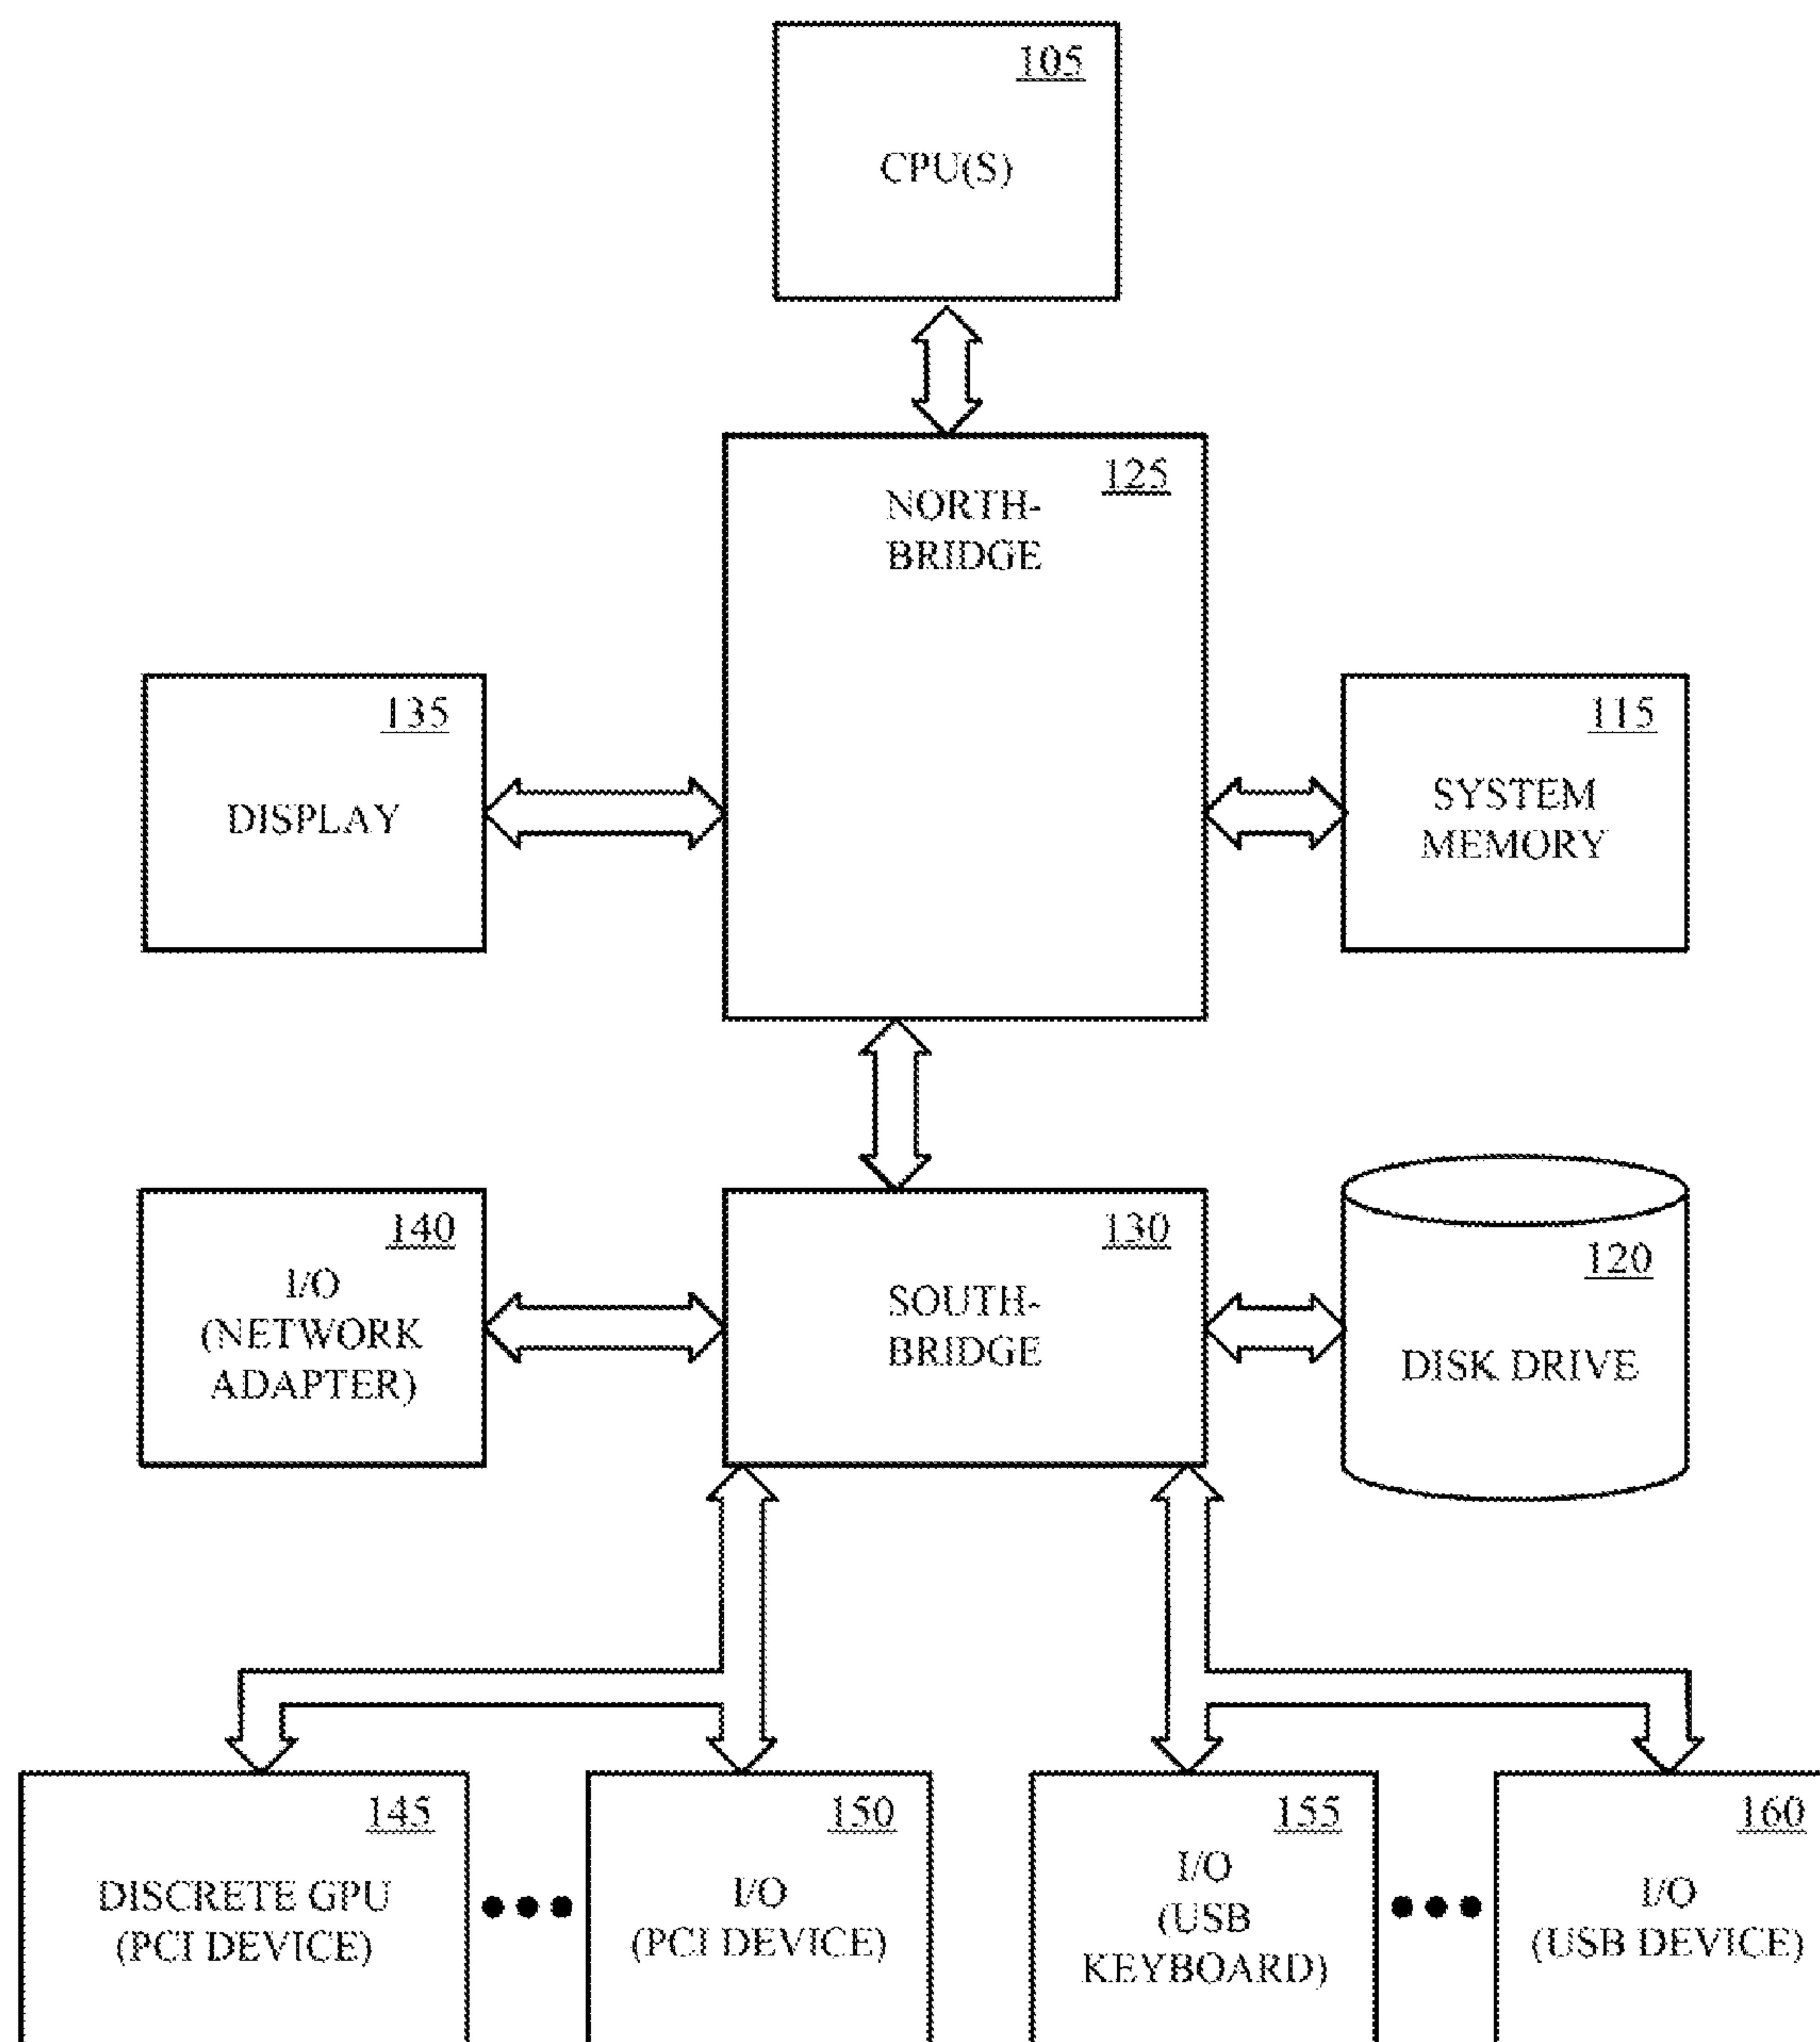 105
CPU(S)
125
NORTH-
BRIDGE
135
DISPLAY
115
SYSTEM
MEMORY
140
I/O
(NETWORK
ADAPTER)
130
SOUTH-
BRIDGE
120
DISK DRIVE
145
DISCRETE GPU
(PCI DEVICE)
150
I/O
(PCI DEVICE)
155
I/O
(USB
KEYBOARD)
160
I/O
(USB DEVICE)